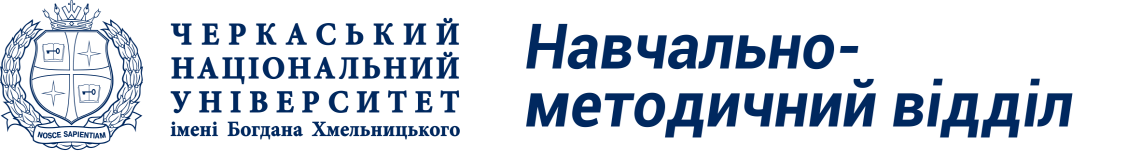 ЧЕРКАСЬКИЙ
НАЦІОНАЛЬНИЙ
УНІВЕРСИТЕТ
імені Богдана Хмельницького
NOSCE SAPIENTIAM
Навчально-
методичний відділ